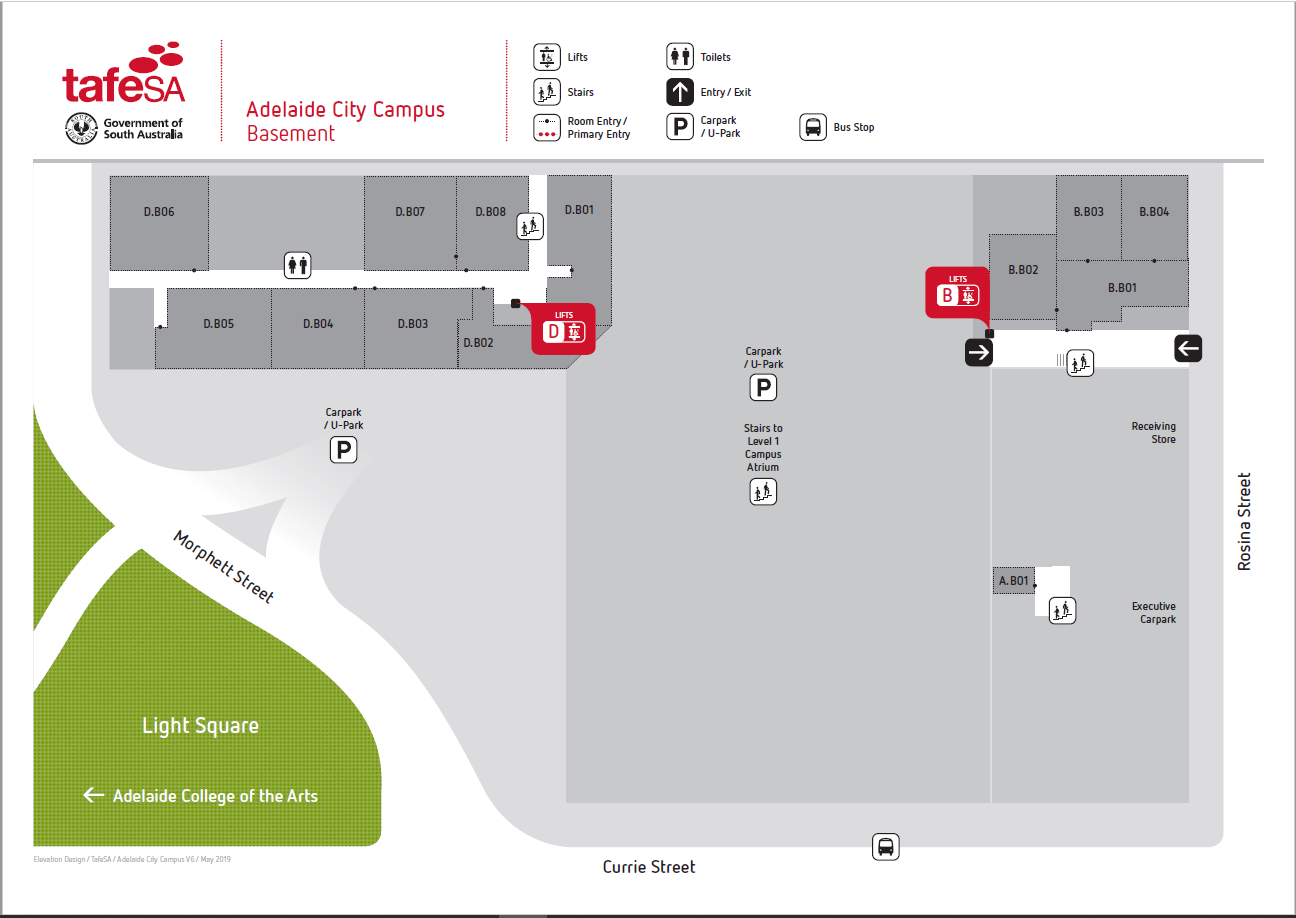 tafeSA
Government of
South Australia
Adelaide City Campus
Basement
Lifts
Stairs
Room Entry /
Primary Entry
Toilets
Entry / Exit
P
Carpark
/ U-Park
Bus Stop
D.B06
D.B07
D.B08
D.B01
D.B05
D.B04
D.B03
D.B02
LIFTS
D
B.B03
B.B04
B.B02
B.B01
LIFTS
B
Carpark
/ U-Park
P
Carpark
/ U-Park
P
Stairs to
Level 1
Campus
Atrium
Receiving
Store
A.B01
Executive
Carpark
Rosina Street
Morphett Street
Light Square
← Adelaide College of the Arts
Elevation Design / TafeSA / Adelaide City Campus V6 / May 2019
Currie Street